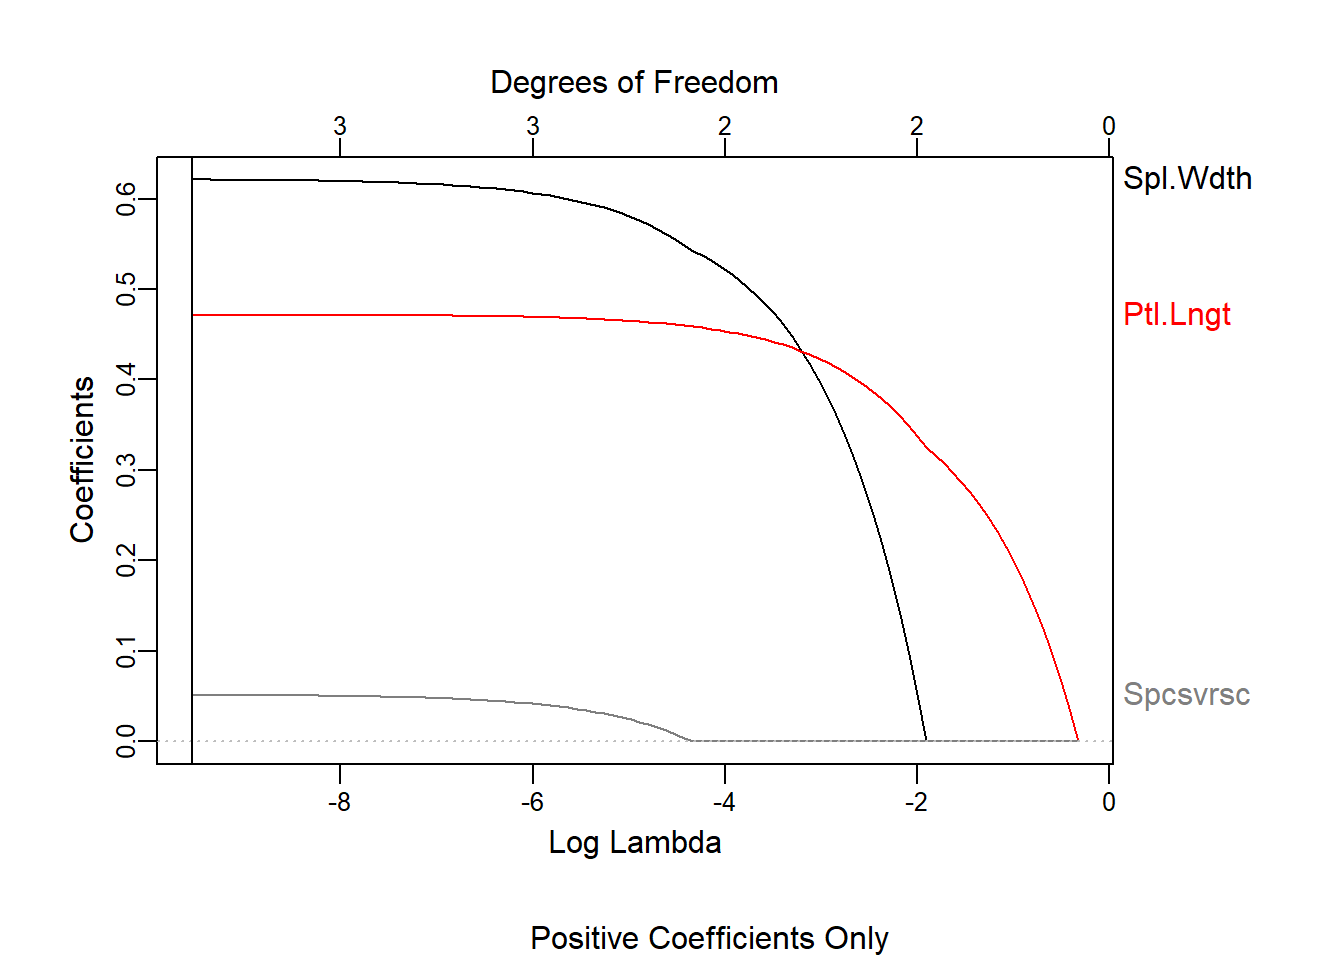 Degrees of Freedom
3 3 2 2 0
Spl.Wdth
Ptl.Lngt
Spcsvrsc
Coefficients
0.6
0.5
0.4
0.3
0.2
0.1
0.0
-8 -6 -4 -2 0
Log Lambda
Positive Coefficients Only